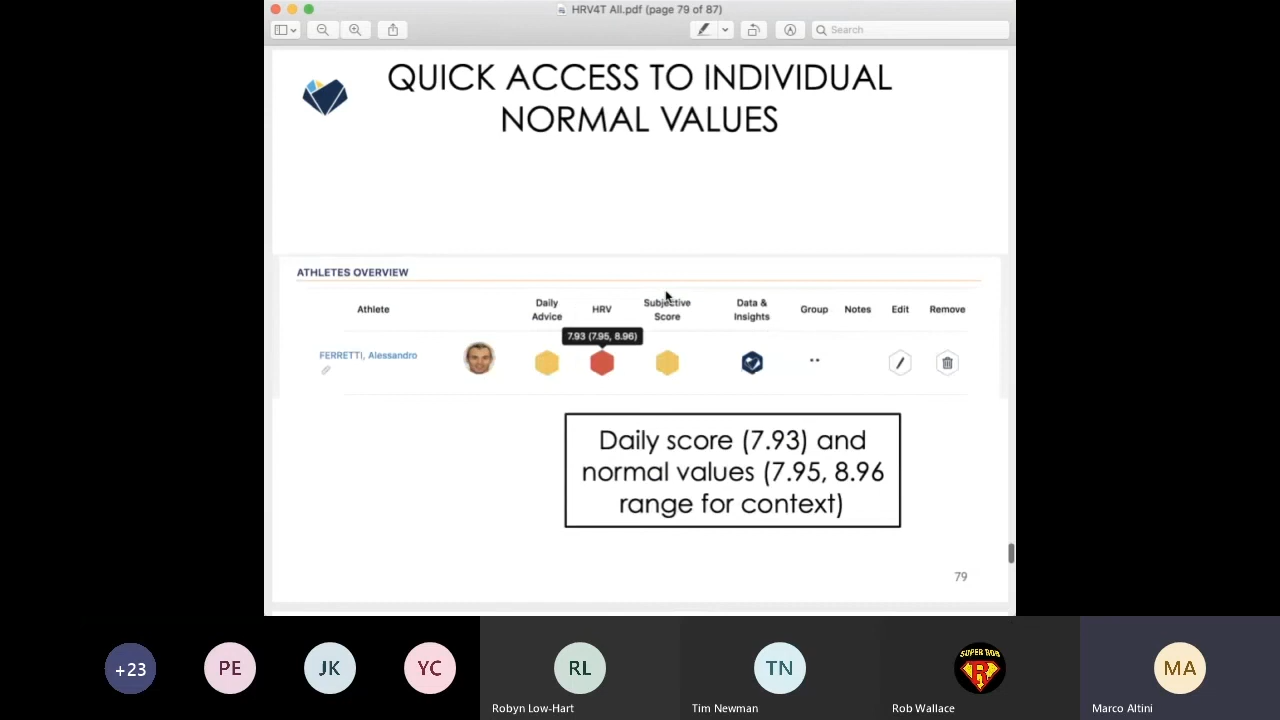 HRV4T All.pdf (page 79 of 87)
Search
QUICK ACCESS TO INDIVIDUAL
NORMAL VALUES
ATHLETES OVERVIEW
Athlete
Daily
Advice
HRV
Subjective
Score
Data &
Insights
Group
Notes
Edit
Remove
7.93 (7.95, 8.96)
FERRETTI, Alessandro
Daily score (7.93) and
normal values (7.95, 8.96
range for context)
79
+23
PE
JK
YC
RL
TN
SUPER ROB
R
MA
Robyn Low-Hart
Tim Newman
Rob Wallace
Marco Altini